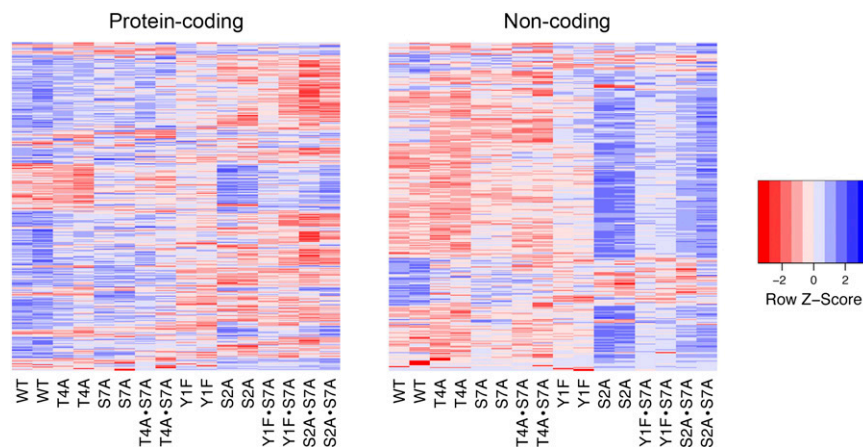 Protein-coding
Non-coding
WT
WT
T4A
T4A
S7A
S7A
T4A•S7A
T4A•S7A
Y1F
Y1F
S2A
S2A
Y1F•S7A
Y1F•S7A
S2A•S7A
S2A•S7A
WT
WT
T4A
T4A
S7A
S7A
T4A•S7A
T4A•S7A
Y1F
Y1F
S2A
S2A
Y1F•S7A
Y1F•S7A
S2A•S7A
S2A•S7A
−2 0 2
Row Z−Score